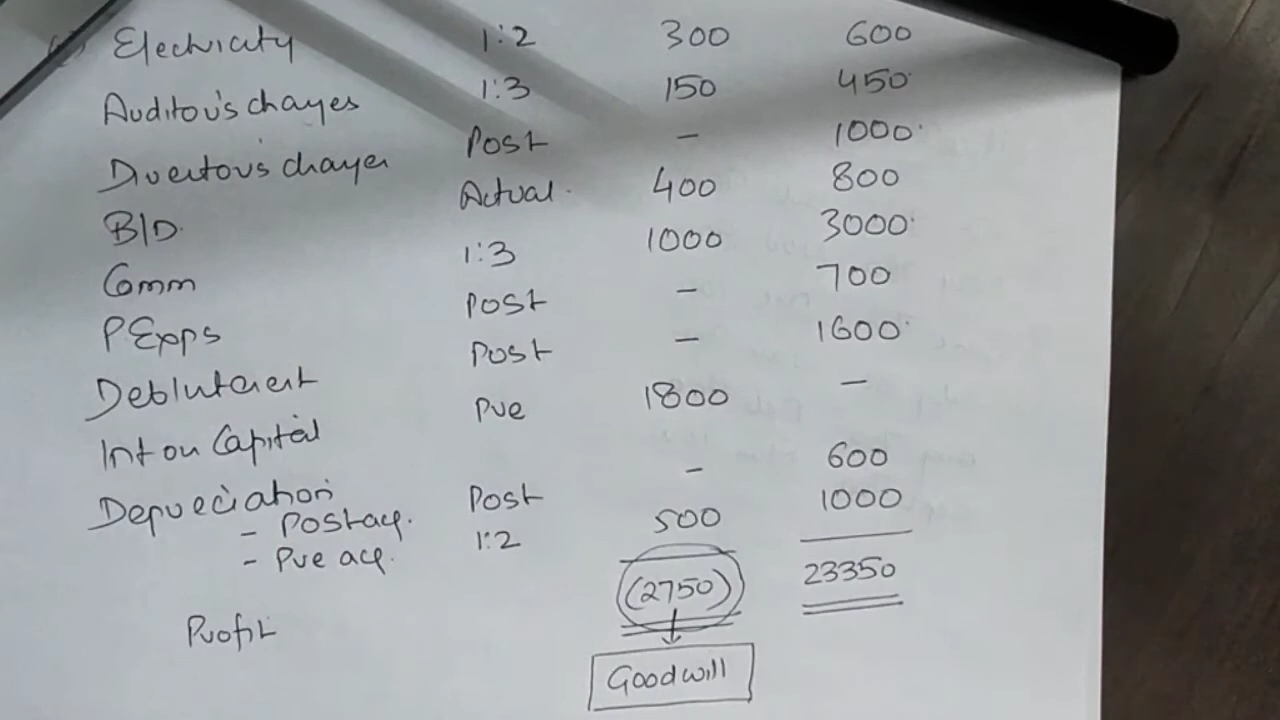 Electricity 1:2 300 600
Auditor's charges 1:3 150 450
Director's charges Post – 1000
B/D. Actual. 400 800
Comm 1:3 1000 3000
P Exps Post – 700
Deb Interest Post – 1600
Int on Capital Pre 1800 –
Depreciation
- Post acq. Post – 600
- Pre acq. 1:2 500 1000
Profit (2750) 23350
Goodwill